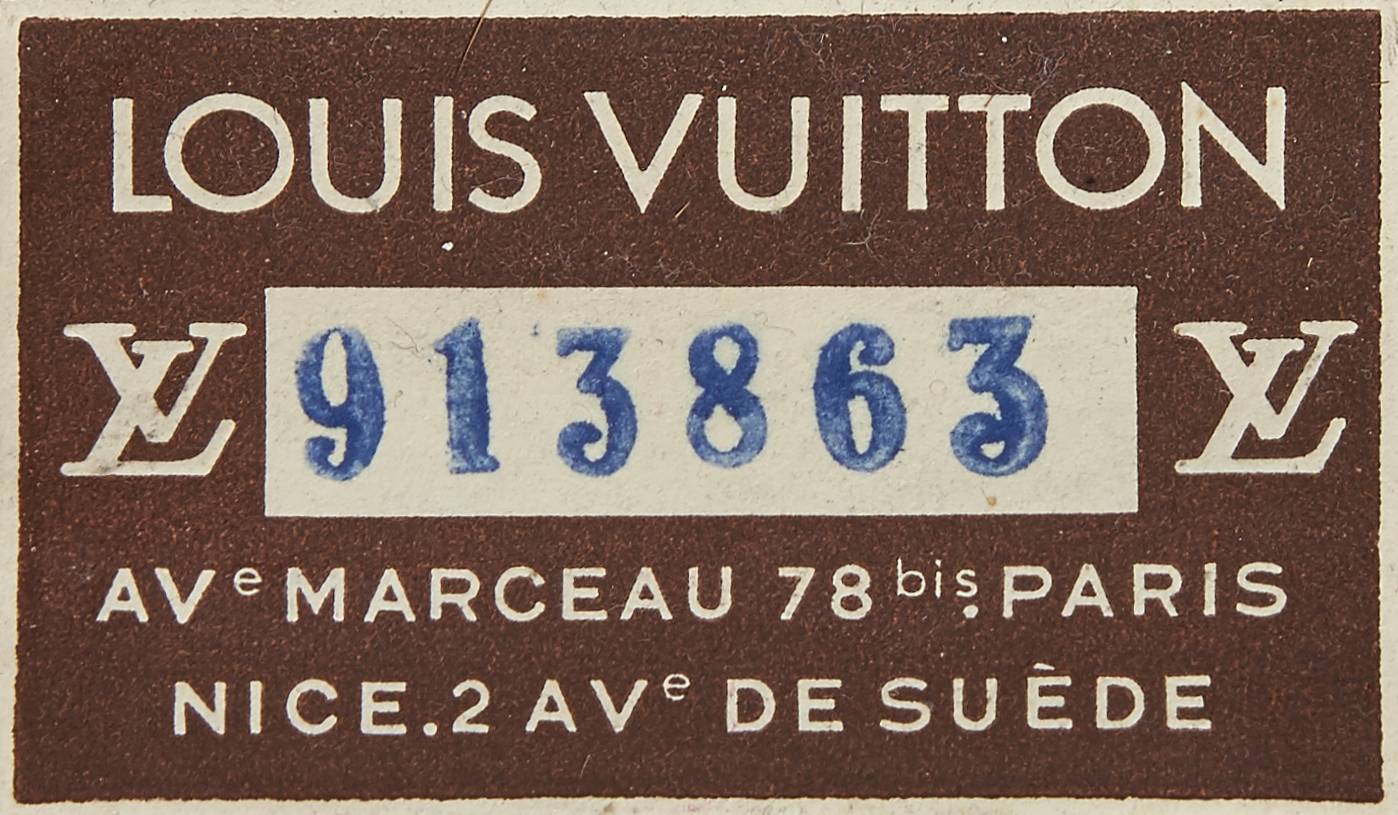 LOUIS VUITTON
LV 913863 LV
AVe MARCEAU 78 bis. PARIS
NICE.2 AVe DE SUÈDE